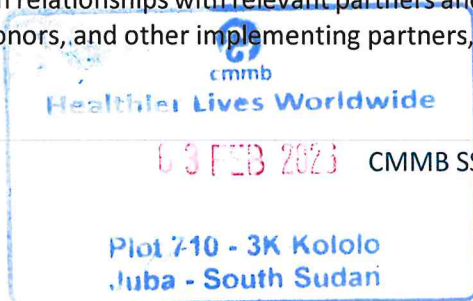 n relationships with relevant partners and
onors, and other implementing partners,
cmmb
Healthier Lives Worldwide
03 FEB CMMB SS
Plot 710 - 3K Kololo
Juba - South Sudan